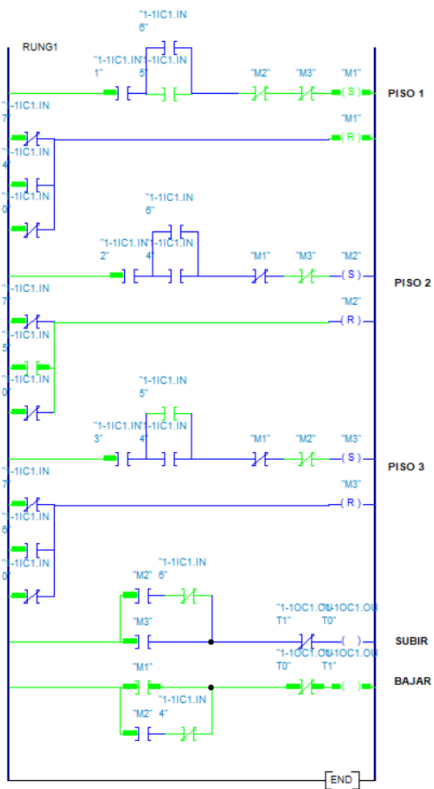 "1-1IC1.IN
6"
RUNG1
"1-1IC1.IN "1-1IC1.IN
1" 5"
"M2" "M3" "M1"
( S )
PISO 1
"1-1IC1.IN
7"
"M1"
( R )
"1-1IC1.IN
4"
"1-1IC1.IN
0"
"1-1IC1.IN
6"
"1-1IC1.IN "1-1IC1.IN
2" 4"
"M1" "M3" "M2"
( S )
PISO 2
"1-1IC1.IN
7"
"M2"
( R )
"1-1IC1.IN
5"
"1-1IC1.IN
0"
"1-1IC1.IN
5"
"1-1IC1.IN "1-1IC1.IN
3" 4"
"M1" "M2" "M3"
( S )
PISO 3
"1-1IC1.IN
7"
"M3"
( R )
"1-1IC1.IN
6"
"1-1IC1.IN
0"
"1-1IC1.IN
"M2" 6"
"M3"
"1-1OC1.OU "1-1OC1.OU
T1" T0"
SUBIR
"M1"
"1-1OC1.OU "1-1OC1.OU
T0" T1"
BAJAR
"1-1IC1.IN
"M2" 4"
END